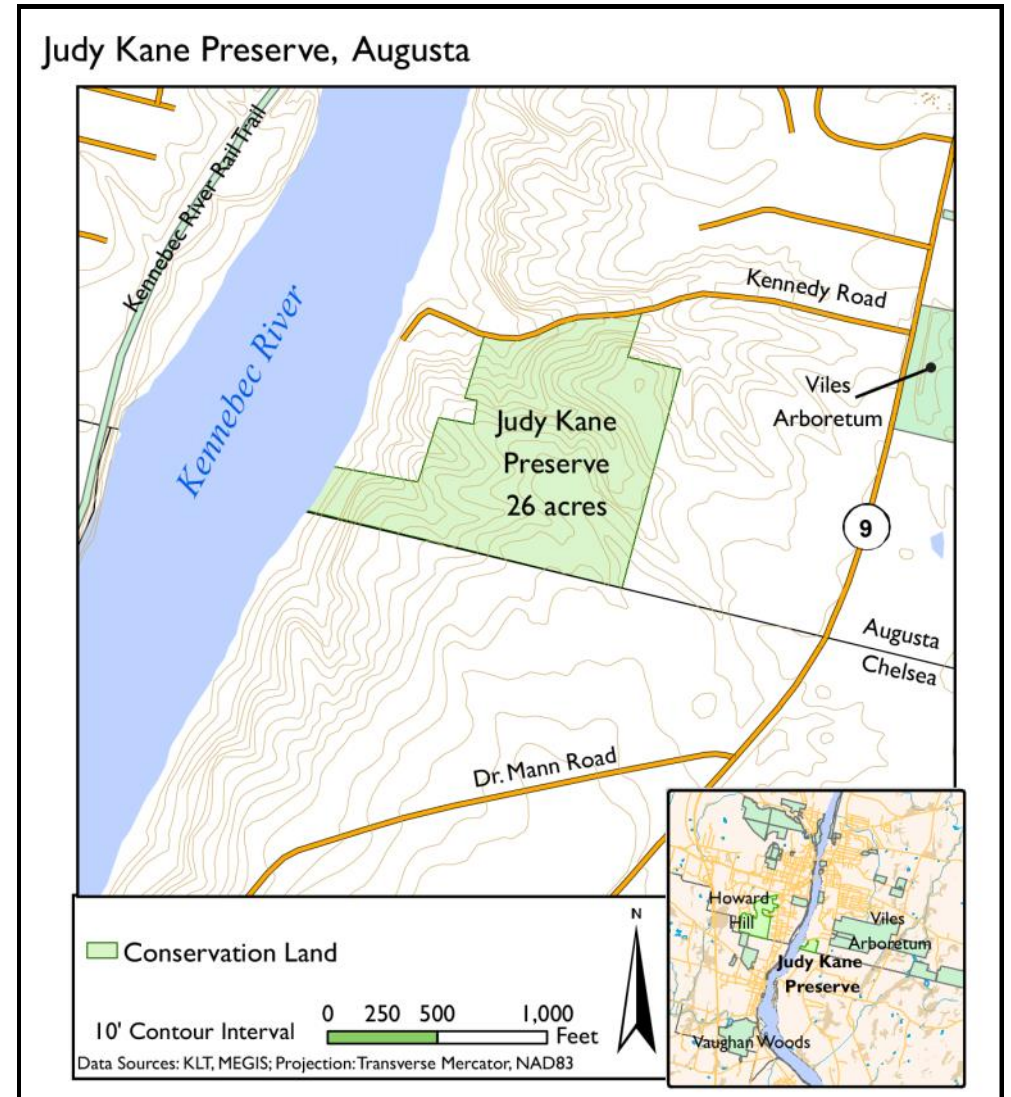 Judy Kane Preserve, Augusta
Kennebec River Rail Trail
Kennebec River
Kennedy Road
Viles
Arboretum
Judy Kane
Preserve
26 acres
9
Augusta
Chelsea
Dr. Mann Road
Howard
Hill
Viles
Arboretum
Judy Kane
Preserve
Vaughan Woods
N
Conservation Land
0 250 500 1,000
Feet
10' Contour Interval
Data Sources: KLT, MEGIS; Projection: Transverse Mercator, NAD83